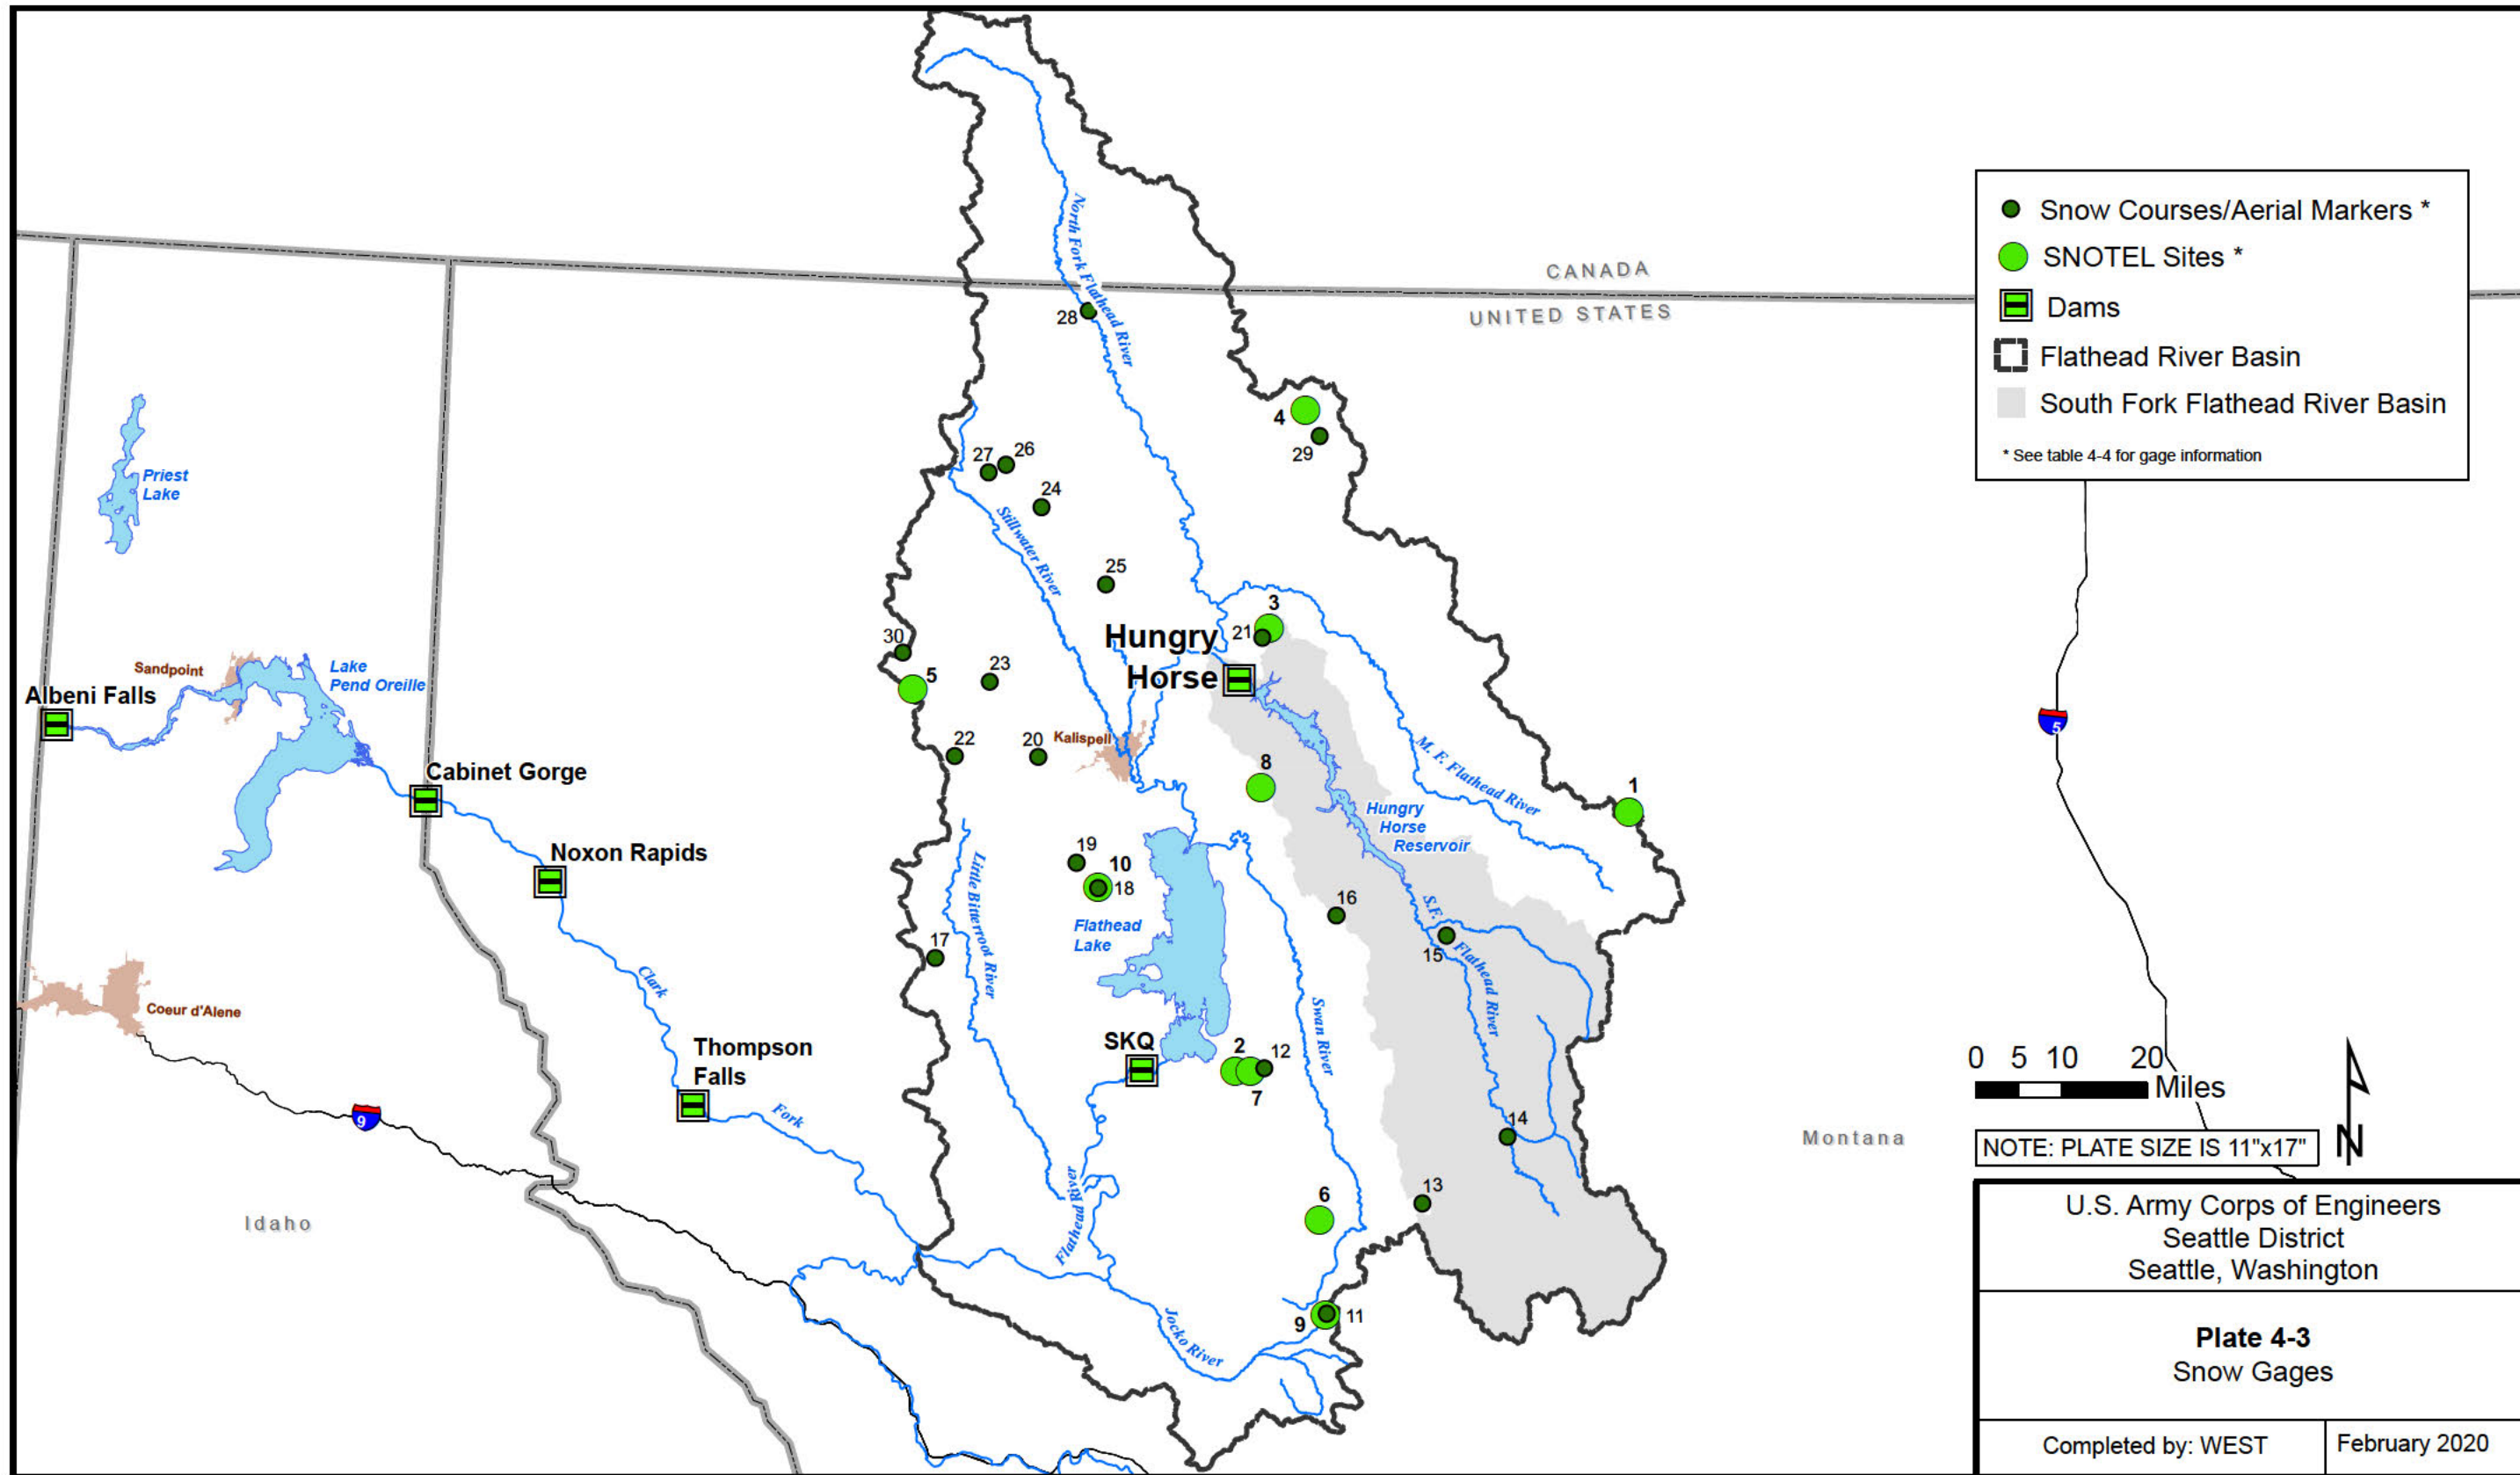 CANADA
UNITED STATES
North Fork Flathead River
28
4
29
27
26
24
Stillwater River
25
3
21
Hungry
Horse
30
5
23
22
20
Kalispell
8
M. F. Flathead River
1
Hungry
Horse
Reservoir
19
10
18
Flathead
Lake
Little Bitterroot River
17
16
S.F.
Flathead River
15
Swan River
SKQ
2
12
7
14
13
6
Flathead River
9
11
Jocko River
Priest
Lake
Sandpoint
Lake
Pend Oreille
Albeni Falls
Cabinet Gorge
Noxon Rapids
Clark
Coeur d'Alene
Thompson
Falls
Fork
9
Idaho
Montana
5
Snow Courses/Aerial Markers *
SNOTEL Sites *
Dams
Flathead River Basin
South Fork Flathead River Basin
* See table 4-4 for gage information
0 5 10 20
Miles
N
NOTE: PLATE SIZE IS 11"x17"
U.S. Army Corps of Engineers
Seattle District
Seattle, Washington
Plate 4-3
Snow Gages
Completed by: WEST
February 2020